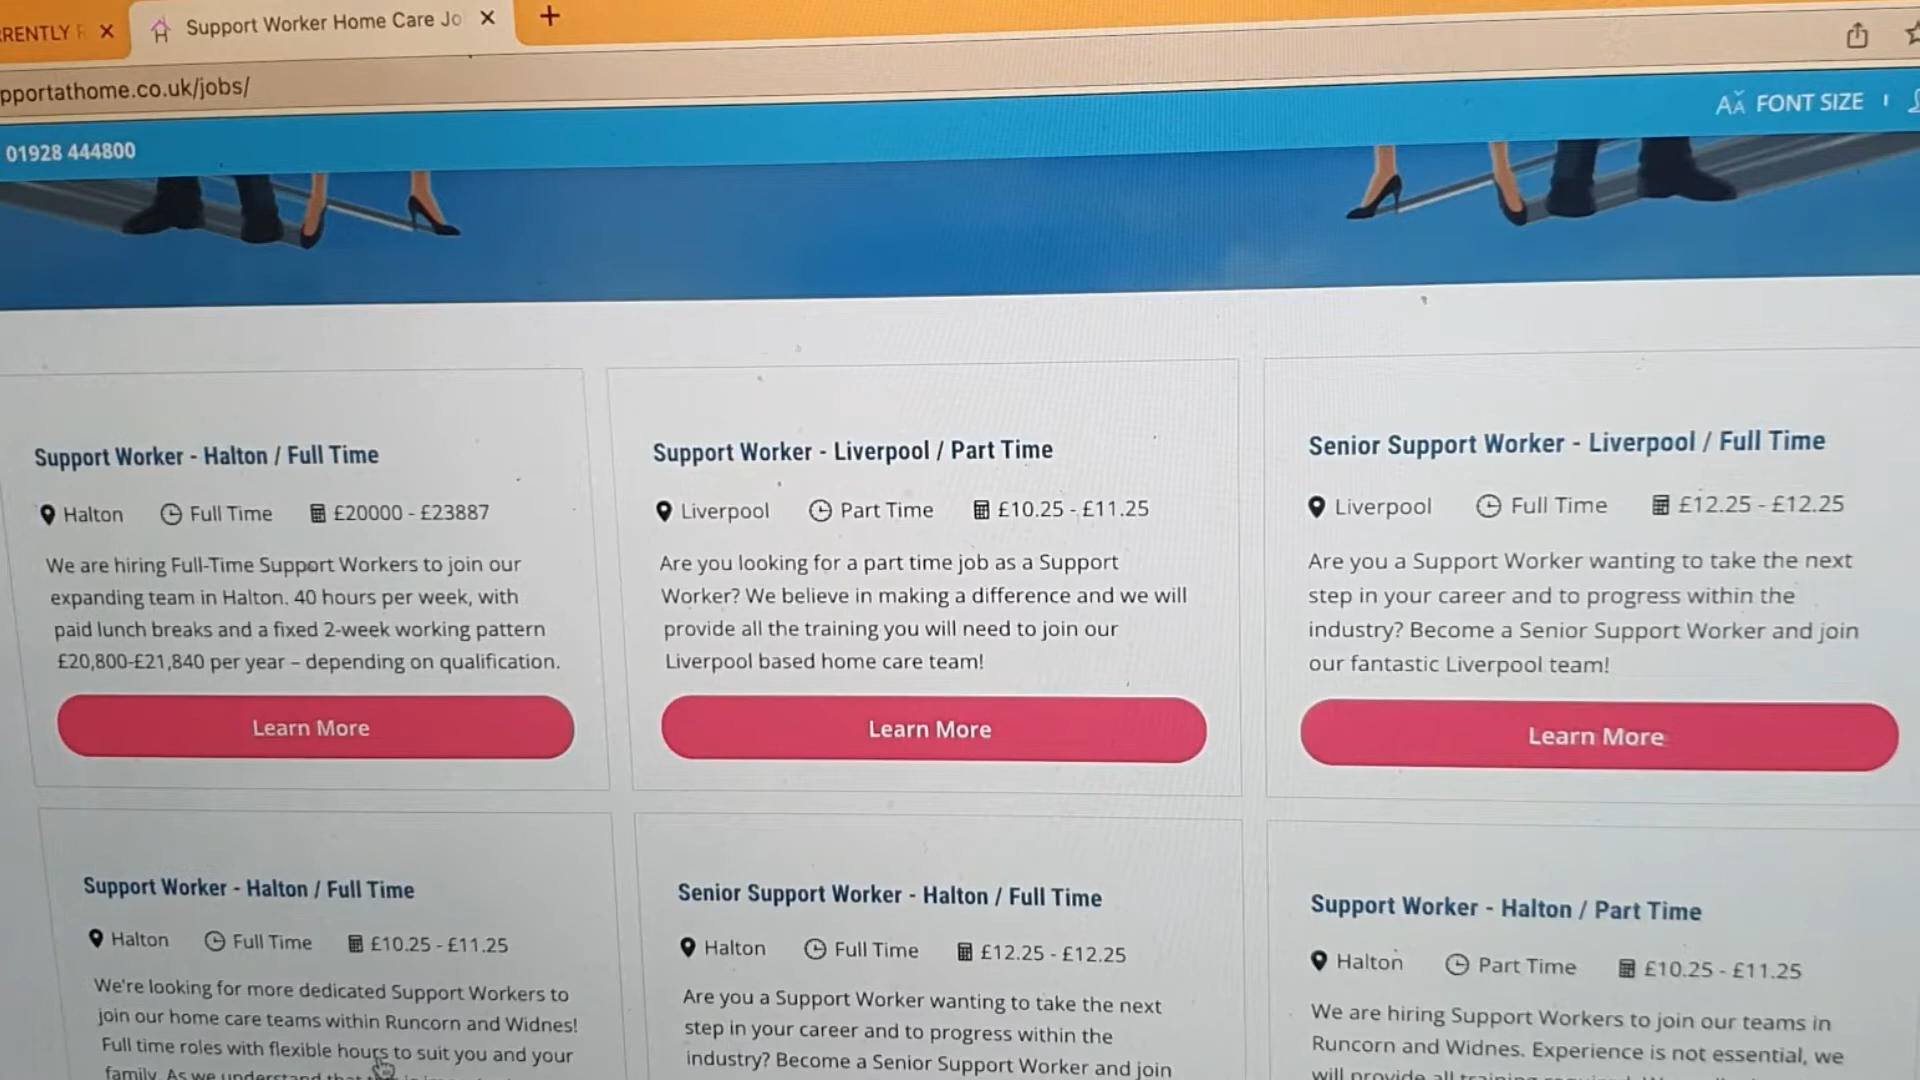 RENTLY
Support Worker Home Care Jo
pportathome.co.uk/jobs/
01928 444800
FONT SIZE
Support Worker - Halton / Full Time
Halton Full Time £20000 - £23887
We are hiring Full-Time Support Workers to join our
expanding team in Halton. 40 hours per week, with
paid lunch breaks and a fixed 2-week working pattern
£20,800-£21,840 per year – depending on qualification.
Learn More
Support Worker - Liverpool / Part Time
Liverpool Part Time £10.25 - £11.25
Are you looking for a part time job as a Support
Worker? We believe in making a difference and we will
provide all the training you will need to join our
Liverpool based home care team!
Learn More
Senior Support Worker - Liverpool / Full Time
Liverpool Full Time £12.25 - £12.25
Are you a Support Worker wanting to take the next
step in your career and to progress within the
industry? Become a Senior Support Worker and join
our fantastic Liverpool team!
Learn More
Support Worker - Halton / Full Time
Halton Full Time £10.25 - £11.25
We're looking for more dedicated Support Workers to
join our home care teams within Runcorn and Widnes!
Full time roles with flexible hours to suit you and your
family. As we understand that
Senior Support Worker - Halton / Full Time
Halton Full Time £12.25 - £12.25
Are you a Support Worker wanting to take the next
step in your career and to progress within the
industry? Become a Senior Support Worker and join
Support Worker - Halton / Part Time
Halton Part Time £10.25 - £11.25
We are hiring Support Workers to join our teams in
Runcorn and Widnes. Experience is not essential, we
will provide all